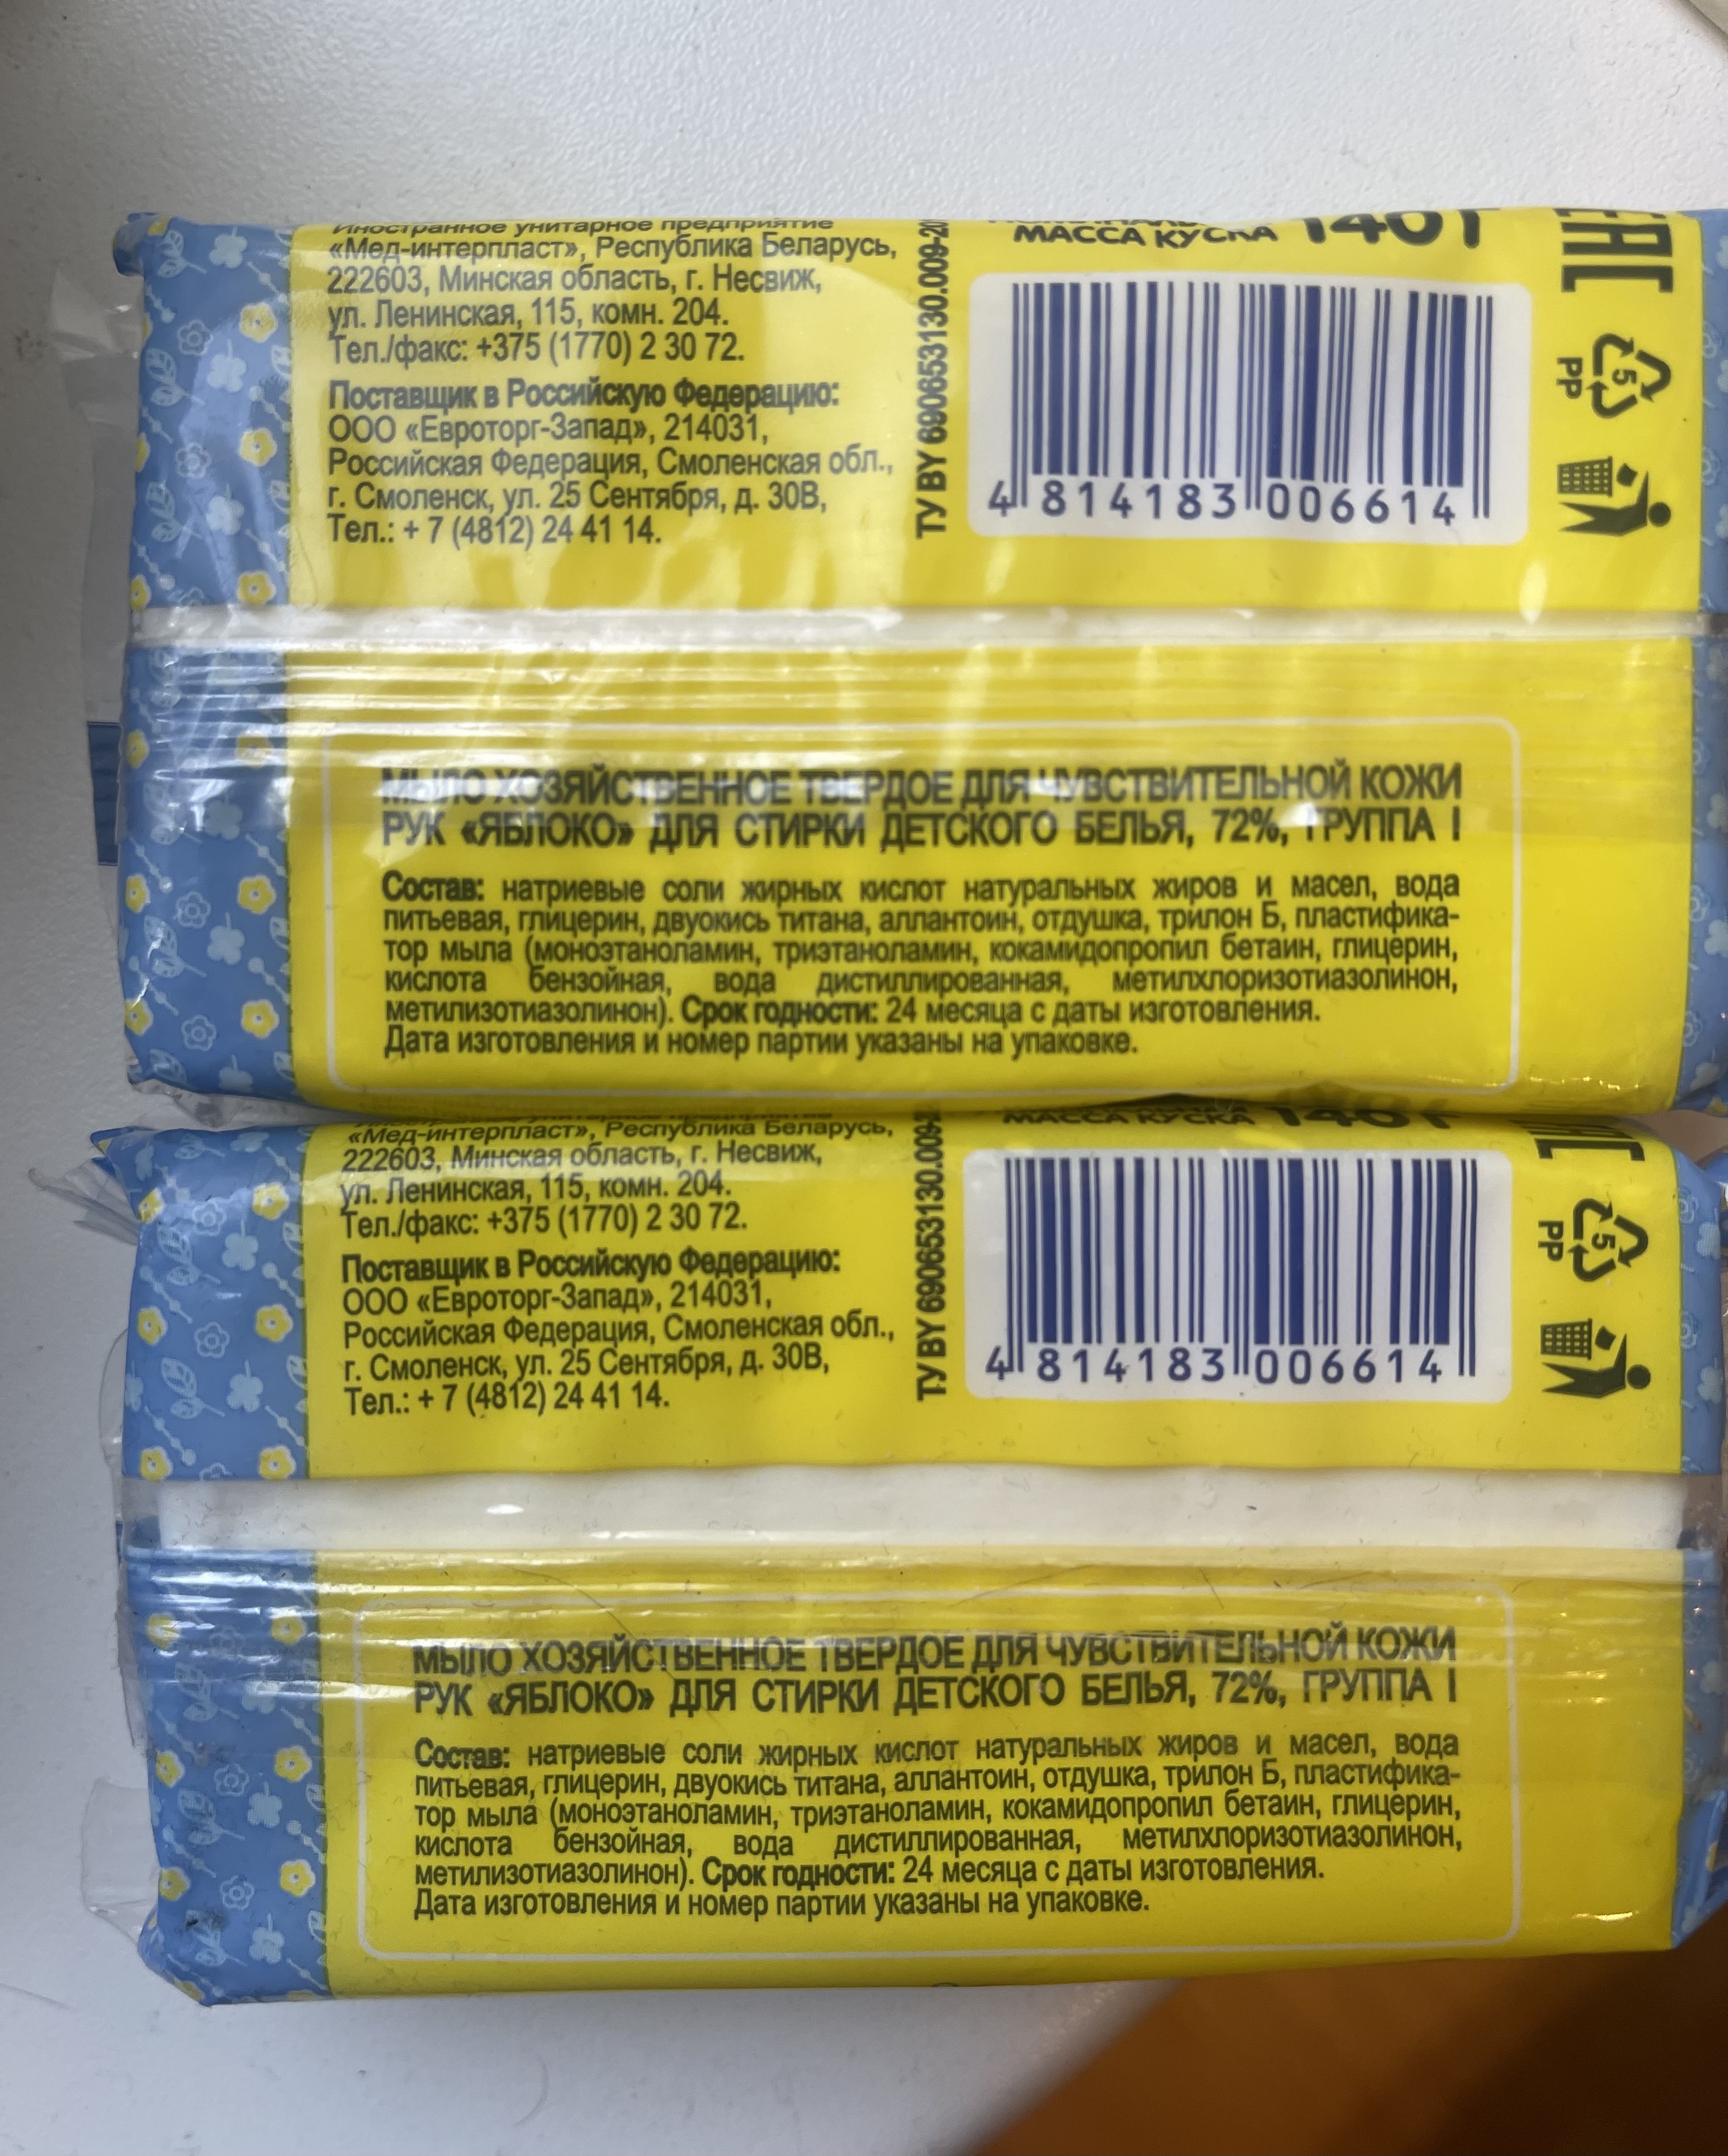 Иностранное унитарное предприятие
«Мед-интерпласт», Республика Беларусь,
222603, Минская область, г. Несвиж,
ул. Ленинская, 115, комн. 204.
Тел./факс: +375 (1770) 2 30 72.
Поставщик в Российскую Федерацию:
ООО «Евроторг-Запад», 214031,
Российская Федерация, Смоленская обл.,
г. Смоленск, ул. 25 Сентября, д. 30В,
Тел.: + 7 (4812) 24 41 14.
ТУ BY 690653130.009-20
МАССА КУСКА 140 Г
4 814183 006614
EAC
5
PP
МЫЛО ХОЗЯЙСТВЕННОЕ ТВЕРДОЕ ДЛЯ ЧУВСТВИТЕЛЬНОЙ КОЖИ
РУК «ЯБЛОКО» ДЛЯ СТИРКИ ДЕТСКОГО БЕЛЬЯ, 72%, ГРУППА I
Состав: натриевые соли жирных кислот натуральных жиров и масел, вода
питьевая, глицерин, двуокись титана, аллантоин, отдушка, трилон Б, пластифика-
тор мыла (моноэтаноламин, триэтаноламин, кокамидопропил бетаин, глицерин,
кислота бензойная, вода дистиллированная, метилхлоризотиазолинон,
метилизотиазолинон). Срок годности: 24 месяца с даты изготовления.
Дата изготовления и номер партии указаны на упаковке.
«Мед-интерпласт», Республика Беларусь,
222603, Минская область, г. Несвиж,
ул. Ленинская, 115, комн. 204.
Тел./факс: +375 (1770) 2 30 72.
Поставщик в Российскую Федерацию:
ООО «Евроторг-Запад», 214031,
Российская Федерация, Смоленская обл.,
г. Смоленск, ул. 25 Сентября, д. 30В,
Тел.: + 7 (4812) 24 41 14.
ТУ BY 690653130.009-2
МАССА КУСКА 140 Г
4 814183 006614
5
PP
МЫЛО ХОЗЯЙСТВЕННОЕ ТВЕРДОЕ ДЛЯ ЧУВСТВИТЕЛЬНОЙ КОЖИ
РУК «ЯБЛОКО» ДЛЯ СТИРКИ ДЕТСКОГО БЕЛЬЯ, 72%, ГРУППА I
Состав: натриевые соли жирных кислот натуральных жиров и масел, вода
питьевая, глицерин, двуокись титана, аллантоин, отдушка, трилон Б, пластифика-
тор мыла (моноэтаноламин, триэтаноламин, кокамидопропил бетаин, глицерин,
кислота бензойная, вода дистиллированная, метилхлоризотиазолинон,
метилизотиазолинон). Срок годности: 24 месяца с даты изготовления.
Дата изготовления и номер партии указаны на упаковке.